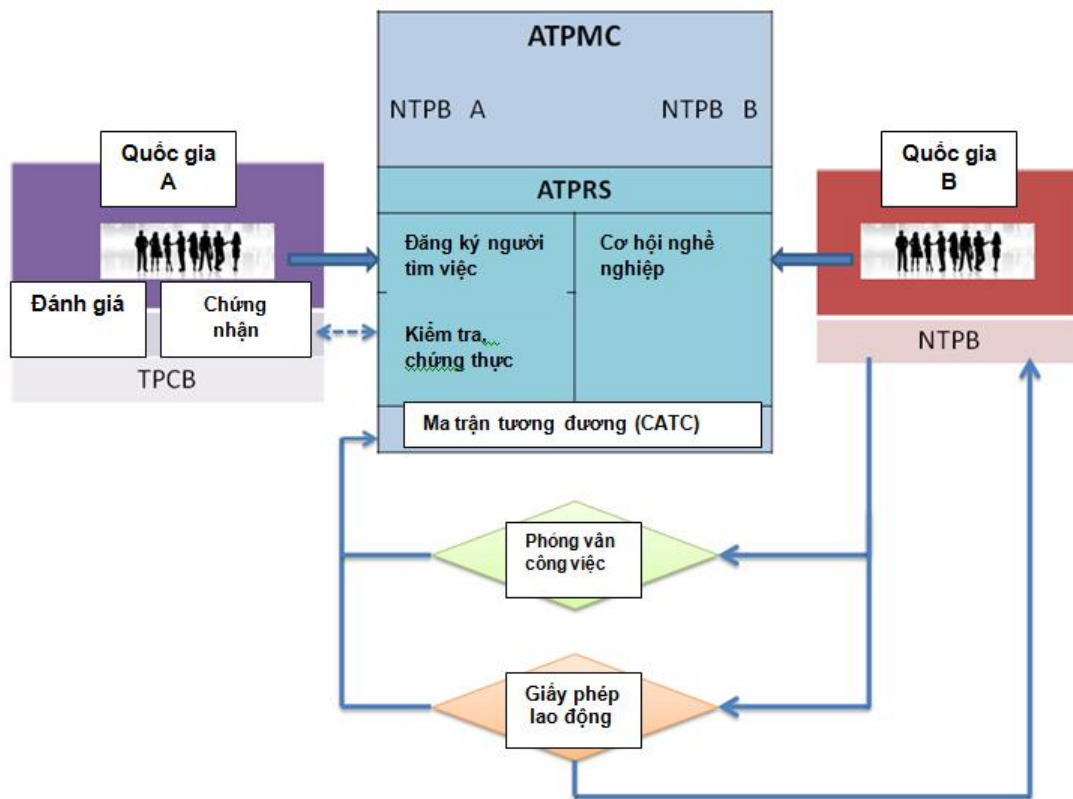 ATPMC
NTPB A
NTPB B
Quốc gia
A
Quốc gia
B
ATPRS
Đăng ký người
tìm việc
Cơ hội nghề
nghiệp
Đánh giá
Chứng
nhận
Kiểm tra,
chứng thực
TPCB
NTPB
Ma trận tương đương (CATC)
Phóng vân
công việc
Giấy phép
lao động